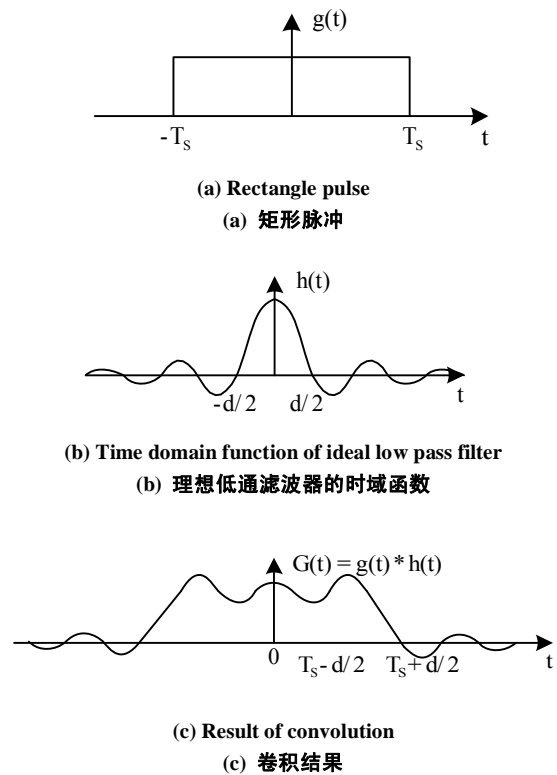 g(t)
-T_S T_S t
(a) Rectangle pulse
(a) 矩形脉冲
h(t)
-d/2 d/2 t
(b) Time domain function of ideal low pass filter
(b) 理想低通滤波器的时域函数
G(t) = g(t) * h(t)
0 T_S-d/2 T_S+d/2 t
(c) Result of convolution
(c) 卷积结果